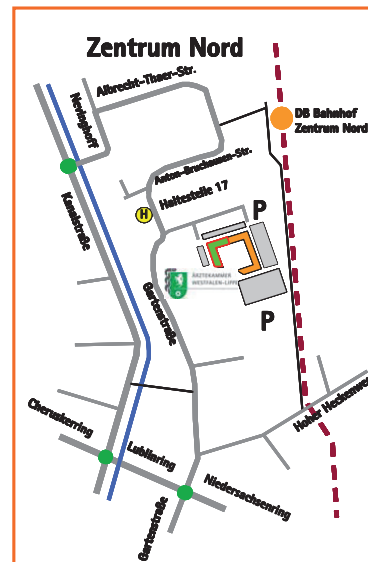 Zentrum Nord
Albrecht-Thaer-Str.
Nevinghoff
DB Bahnhof
Zentrum Nord
Anton-Bruchausen-Str.
Kanalstraße
Haltestelle 17
H
P
ÄRZTEKAMMER
WESTFALEN-LIPPE
Gartenstraße
P
Hoher Heckenweg
Cheruskerring
Lublinring
Niedersachsenring
Gartenstraße